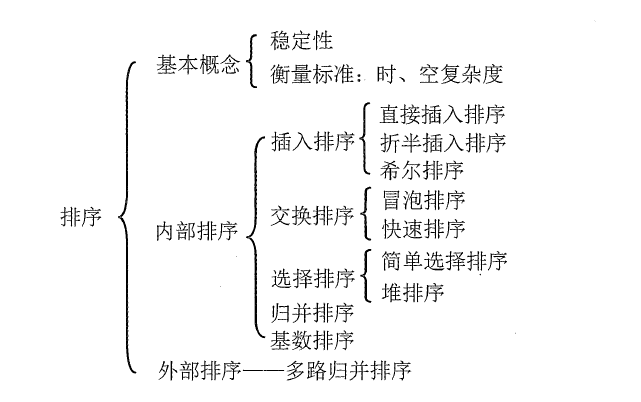 排序
基本概念
稳定性
衡量标准：时、空复杂度
内部排序
插入排序
直接插入排序
折半插入排序
希尔排序
交换排序
冒泡排序
快速排序
选择排序
简单选择排序
堆排序
归并排序
基数排序
外部排序——多路归并排序